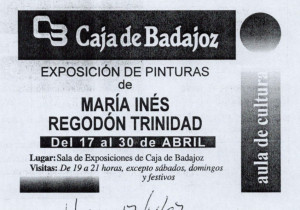 Caja de Badajoz
EXPOSICIÓN DE PINTURAS
de
MARÍA INÉS
REGODÓN TRINIDAD
Del 17 al 30 de ABRIL
Lugar: Sala de Exposiciones de Caja de Badajoz
Visitas: De 19 a 21 horas, excepto sábados, domingos
y festivos
aula de cultura